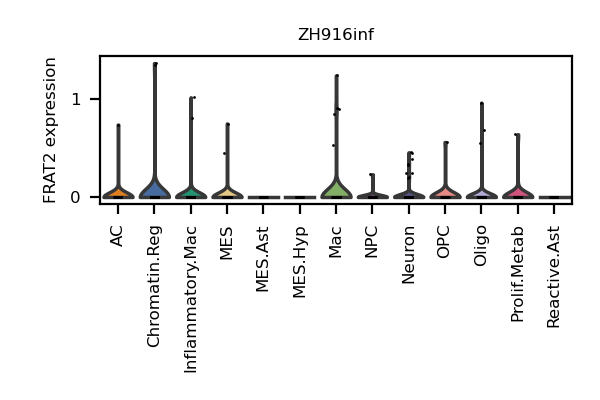 ZH916inf
FRAT2 expression
1
0
AC
Chromatin.Reg
Inflammatory.Mac
MES
MES.Ast
MES.Hyp
Mac
NPC
Neuron
OPC
Oligo
Prolif.Metab
Reactive.Ast